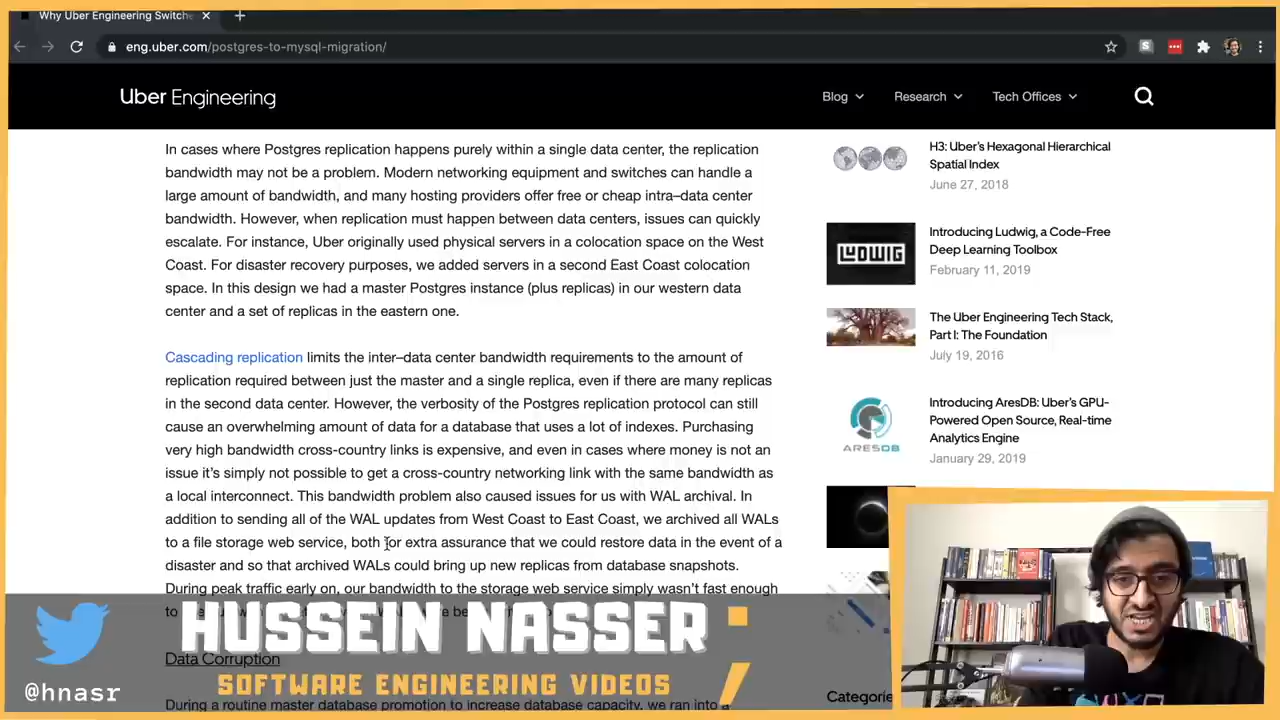 Why Uber Engineering Switche
eng.uber.com/postgres-to-mysql-migration/
Uber Engineering
Blog
Research
Tech Offices
In cases where Postgres replication happens purely within a single data center, the replication
bandwidth may not be a problem. Modern networking equipment and switches can handle a
large amount of bandwidth, and many hosting providers offer free or cheap intra–data center
bandwidth. However, when replication must happen between data centers, issues can quickly
escalate. For instance, Uber originally used physical servers in a colocation space on the West
Coast. For disaster recovery purposes, we added servers in a second East Coast colocation
space. In this design we had a master Postgres instance (plus replicas) in our western data
center and a set of replicas in the eastern one.
Cascading replication limits the inter–data center bandwidth requirements to the amount of
replication required between just the master and a single replica, even if there are many replicas
in the second data center. However, the verbosity of the Postgres replication protocol can still
cause an overwhelming amount of data for a database that uses a lot of indexes. Purchasing
very high bandwidth cross-country links is expensive, and even in cases where money is not an
issue it's simply not possible to get a cross-country networking link with the same bandwidth as
a local interconnect. This bandwidth problem also caused issues for us with WAL archival. In
addition to sending all of the WAL updates from West Coast to East Coast, we archived all WALs
to a file storage web service, both for extra assurance that we could restore data in the event of a
disaster and so that archived WALs could bring up new replicas from database snapshots.
During peak traffic early on, our bandwidth to the storage web service simply wasn't fast enough
Data Corruption
During a routine master database promotion to increase database capacity, we ran into a
H3: Uber's Hexagonal Hierarchical
Spatial Index
June 27, 2018
LUDWIG
Introducing Ludwig, a Code-Free
Deep Learning Toolbox
February 11, 2019
The Uber Engineering Tech Stack,
Part I: The Foundation
July 19, 2016
ARESDB
Introducing AresDB: Uber's GPU-
Powered Open Source, Real-time
Analytics Engine
January 29, 2019
Categorie
HUSSEIN NASSER
SOFTWARE ENGINEERING VIDEOS
@hnasr